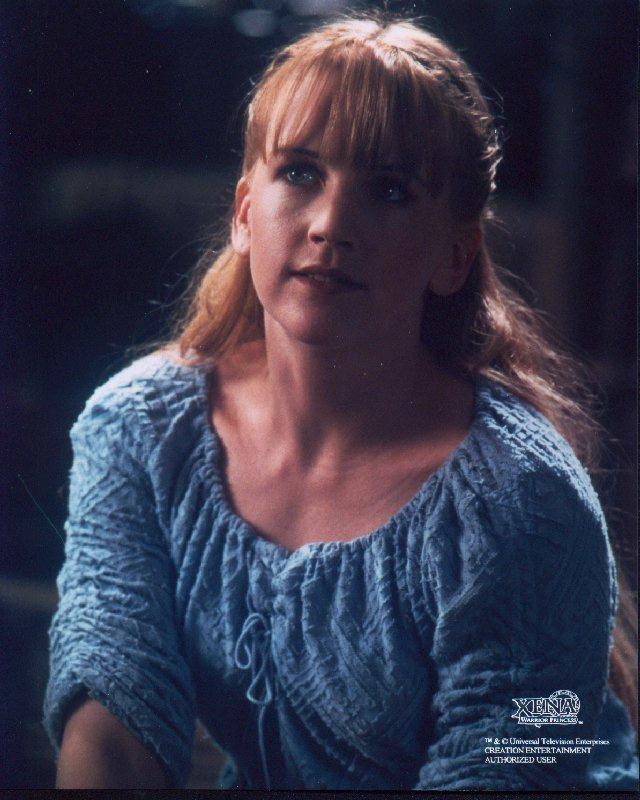 XENA
WARRIOR PRINCESS
™ & © Universal Television Enterprises
CREATION ENTERTAINMENT
AUTHORIZED USER